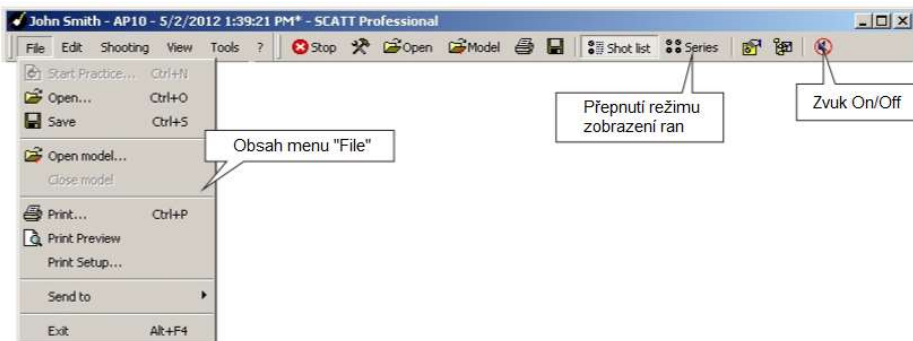 John Smith - AP10 - 5/2/2012 1:39:21 PM* - SCATT Professional
File Edit Shooting View Tools ? Stop Open Model Shot list Series
Start Practice... Ctrl+N
Open... Ctrl+O
Save Ctrl+S
Open model...
Close model
Print... Ctrl+P
Print Preview
Print Setup...
Send to
Exit Alt+F4
Obsah menu "File"
Přepnutí režimu
zobrazení ran
Zvuk On/Off